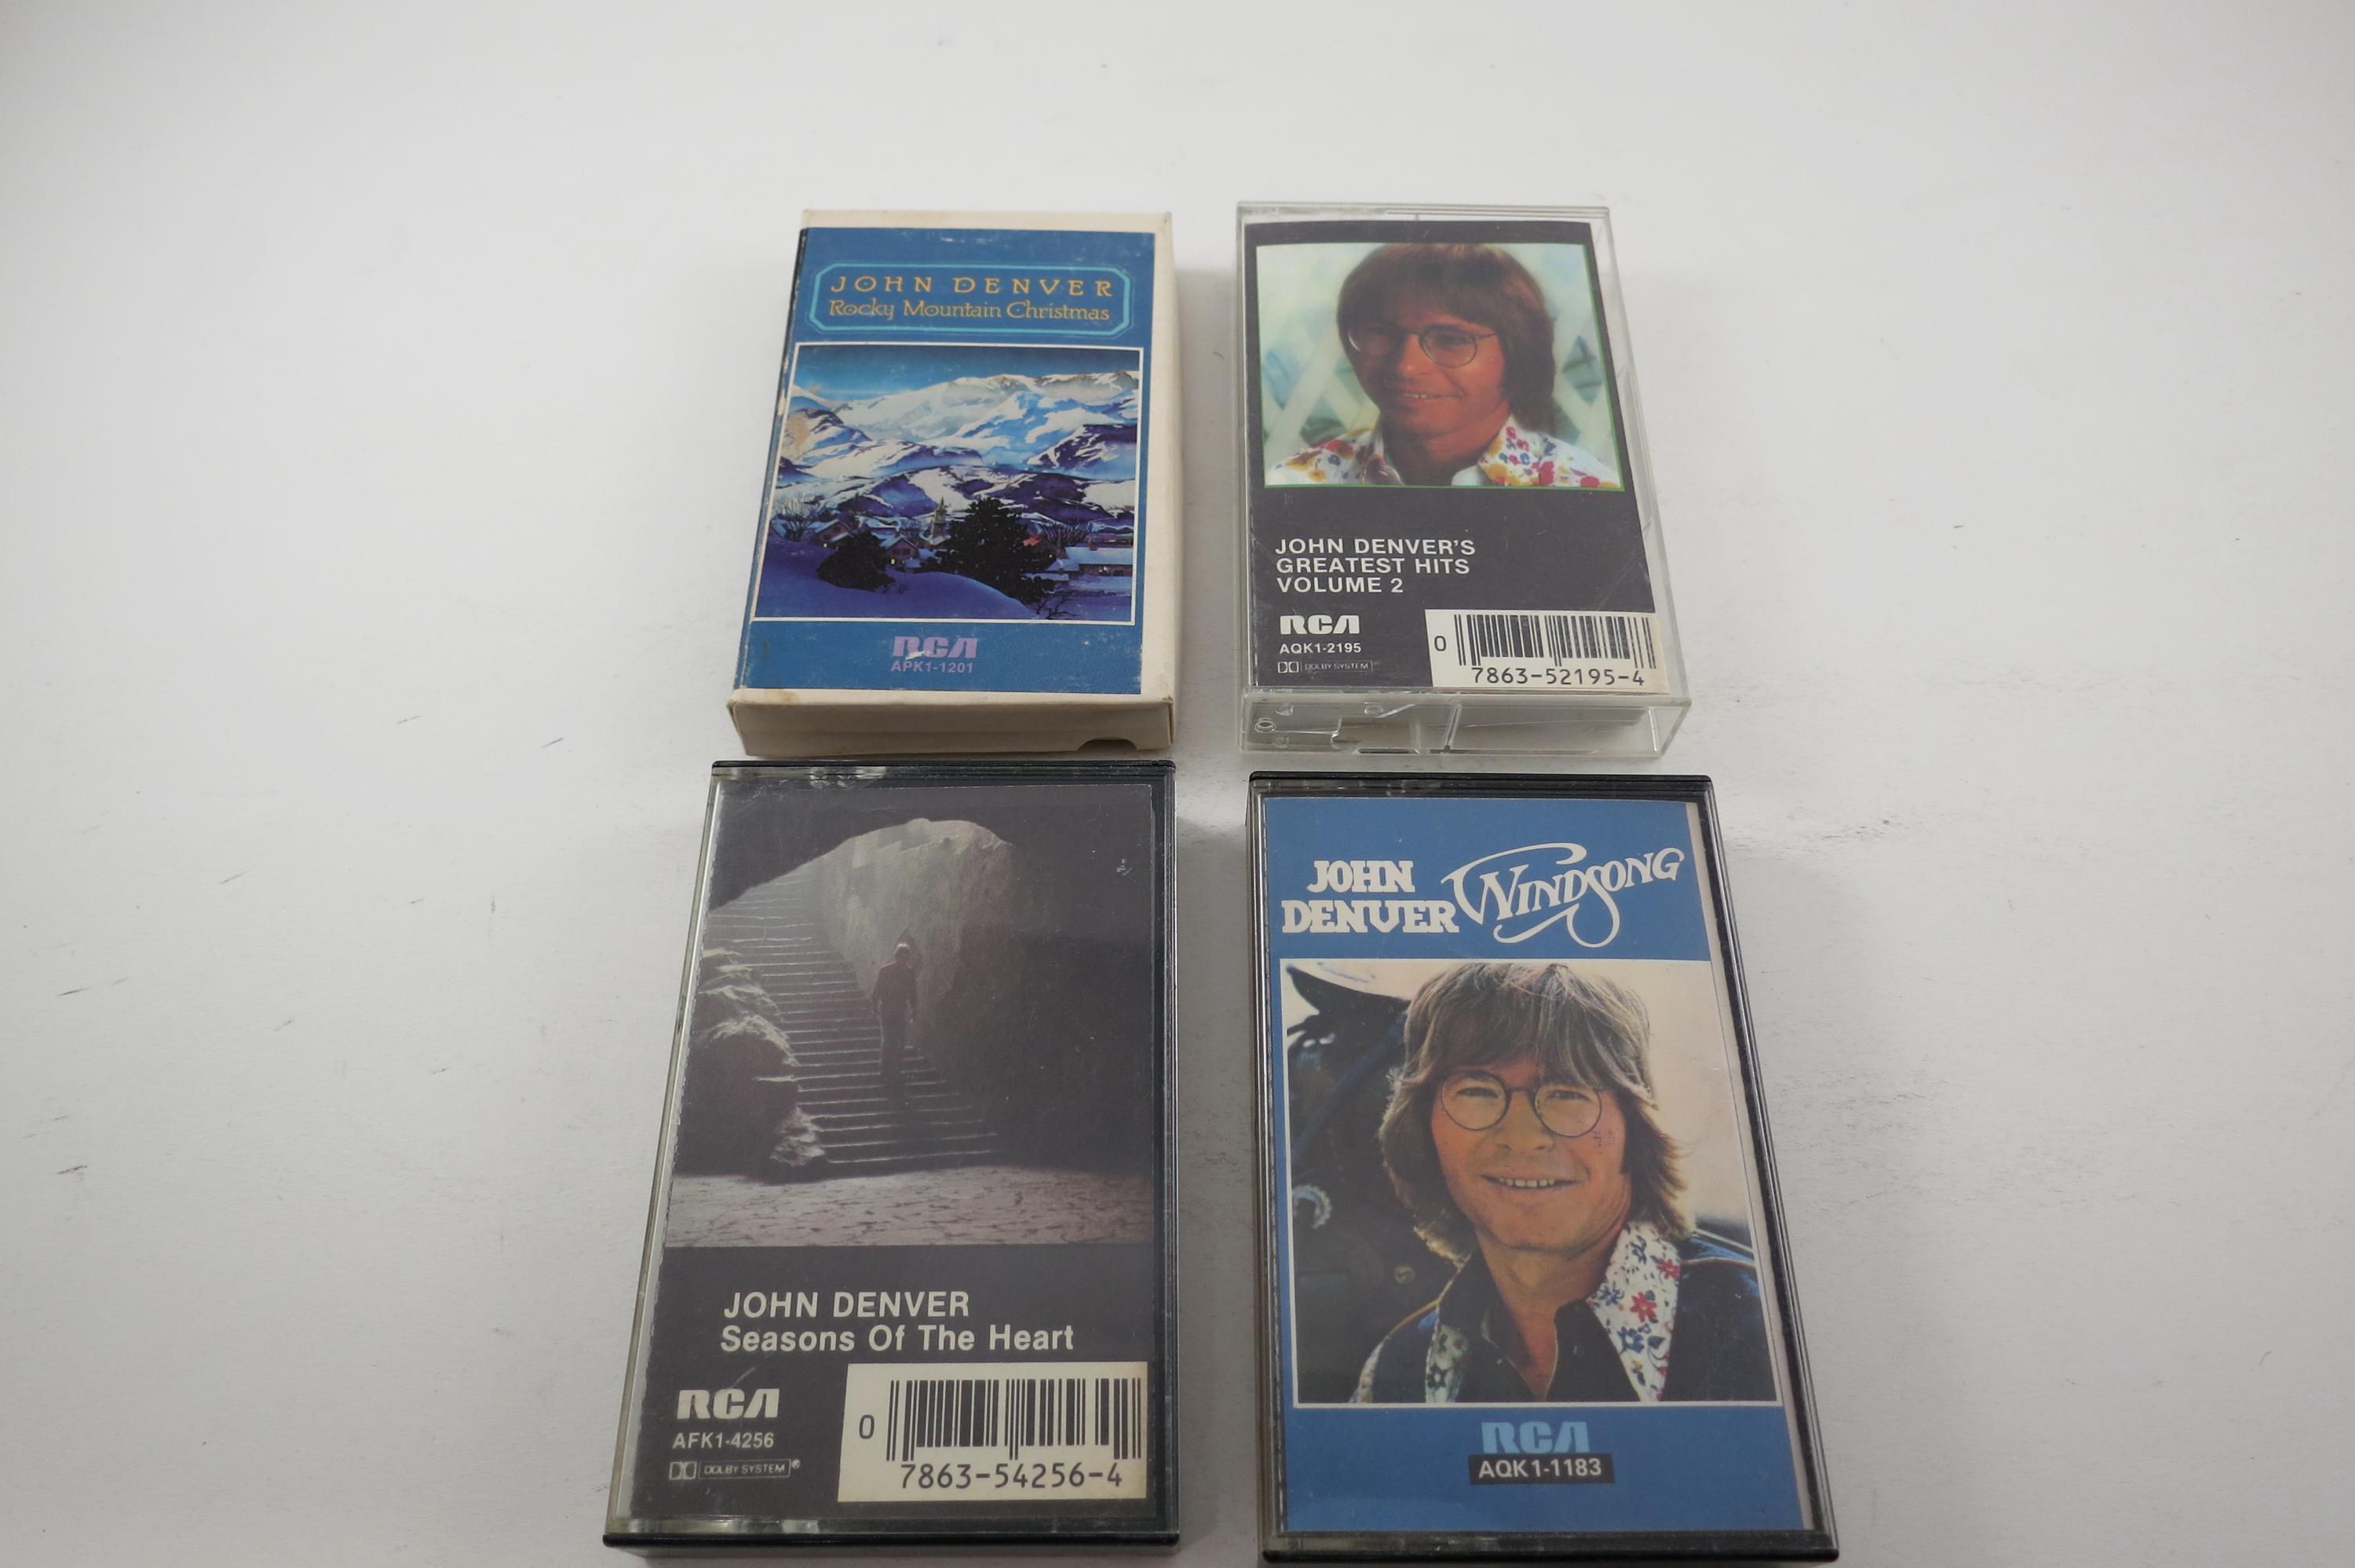 JOHN DENVER
Rocky Mountain Christmas
RCA
APK1-1201
JOHN DENVER'S
GREATEST HITS
VOLUME 2
RCA
AQK1-2195
DOLBY SYSTEM
0
7863-52195-4
JOHN DENVER
Seasons Of The Heart
RCA
AFK1-4256
DOLBY SYSTEM®
0
7863-54256-4
JOHN
DENVER
WINDSONG
RCA
AQK1-1183